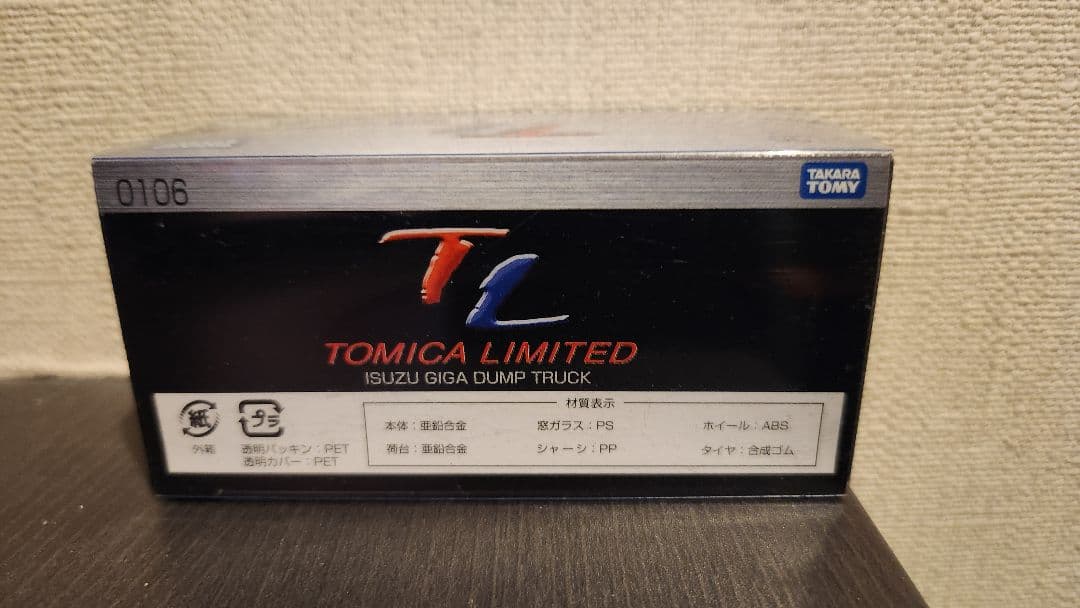 0106
TAKARA
TOMY
TL
TOMICA LIMITED
ISUZU GIGA DUMP TRUCK
材質表示
紙
プラ
本体：亜鉛合金 窓ガラス：PS ホイール：ABS
外箱 透明パッキン：PET 荷台：亜鉛合金 シャーシ：PP タイヤ：合成ゴム
透明カバー：PET